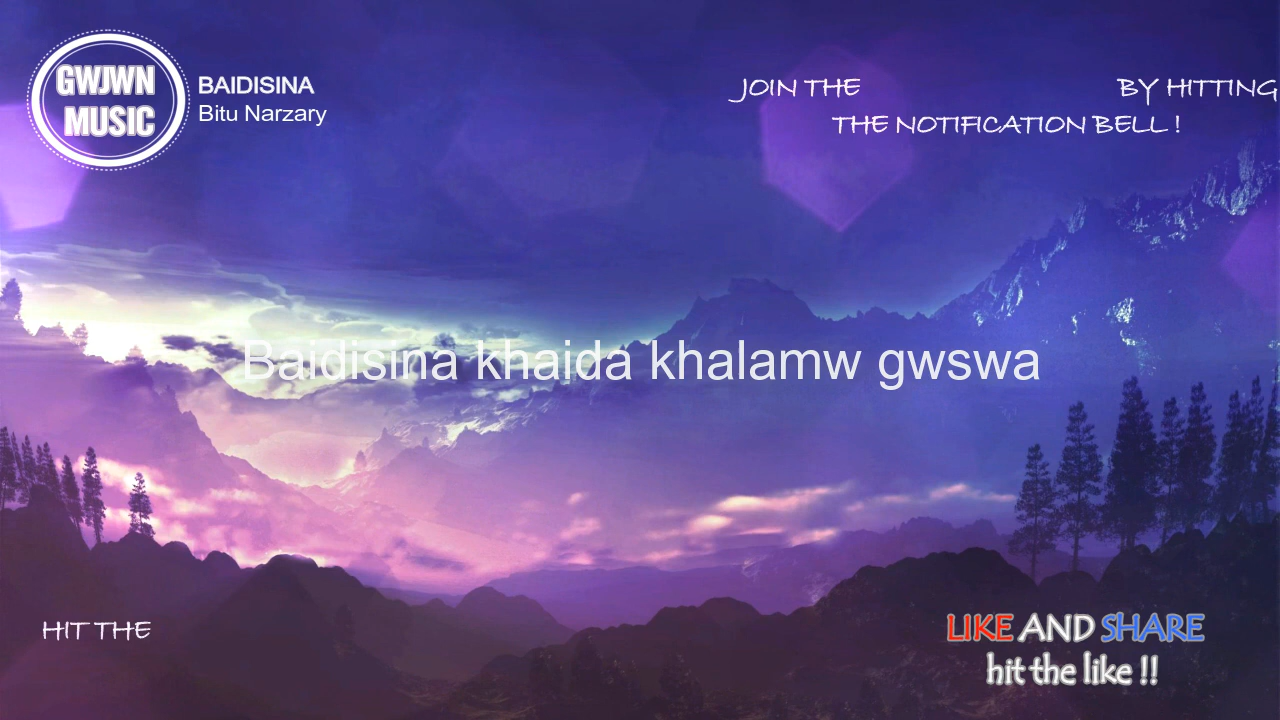 GWJWN
MUSIC
BAIDISINA
Bitu Narzary
JOIN THE BY HITTING
THE NOTIFICATION BELL !
Baidisina khaida khalamw gwswa
HIT THE
LIKE AND SHARE
hit the like !!